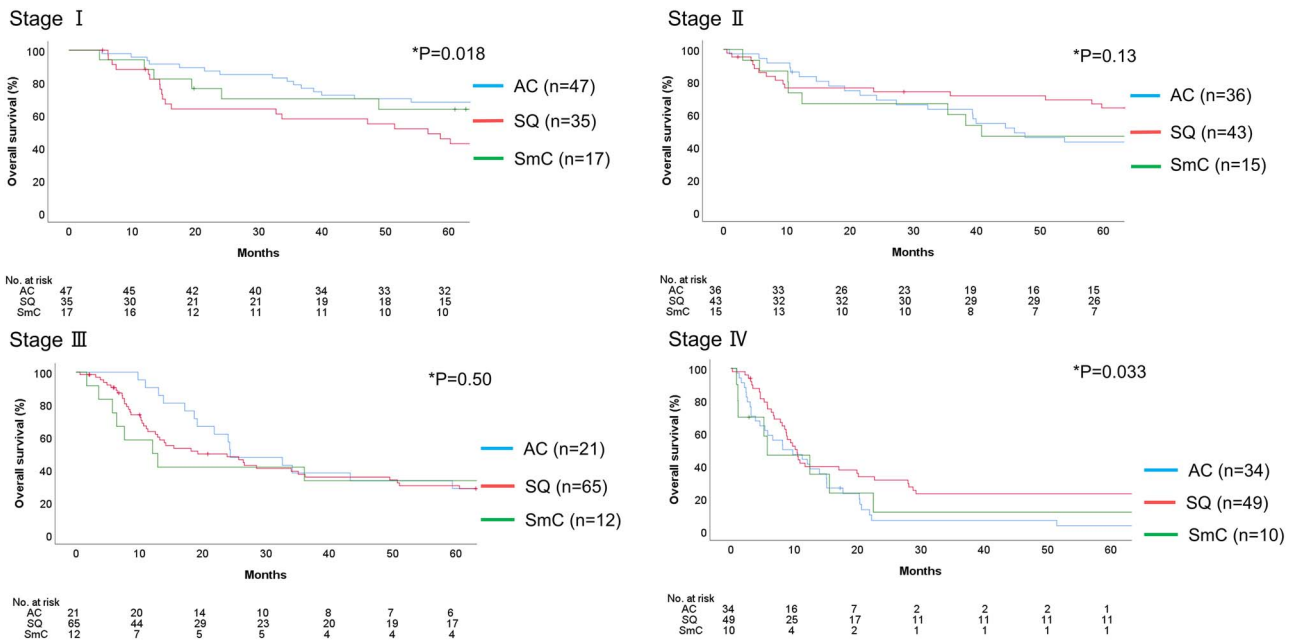 Stage Ⅰ
*P=0.018
AC (n=47)
SQ (n=35)
SmC (n=17)
Overall survival (%)
100
80
60
40
20
0
0 10 20 30 40 50 60
Months
No. at risk
AC 47 45 42 40 34 33 32
SQ 35 30 21 21 19 18 15
SmC 17 16 12 11 11 10 10
Stage Ⅱ
*P=0.13
AC (n=36)
SQ (n=43)
SmC (n=15)
Overall survival (%)
100
80
60
40
20
0
0 10 20 30 40 50 60
Months
No. at risk
AC 36 33 26 23 19 16 15
SQ 43 32 32 30 29 29 26
SmC 15 13 10 10 8 7 7
Stage Ⅲ
*P=0.50
AC (n=21)
SQ (n=65)
SmC (n=12)
Overall survival (%)
100
80
60
40
20
0
0 10 20 30 40 50 60
Months
No. at risk
AC 21 20 14 10 8 7 6
SQ 65 44 29 23 20 19 17
SmC 12 7 5 5 4 4 4
Stage Ⅳ
*P=0.033
AC (n=34)
SQ (n=49)
SmC (n=10)
Overall survival (%)
100
80
60
40
20
0
0 10 20 30 40 50 60
Months
No. at risk
AC 34 16 7 2 2 2 1
SQ 49 25 17 11 11 11 11
SmC 10 4 2 1 1 1 1